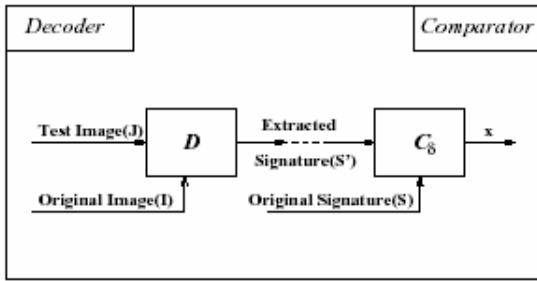 Decoder
Comparator
Test Image(J)
D
Extracted
Signature(S')
C δ
x
Original Image(I)
Original Signature(S)